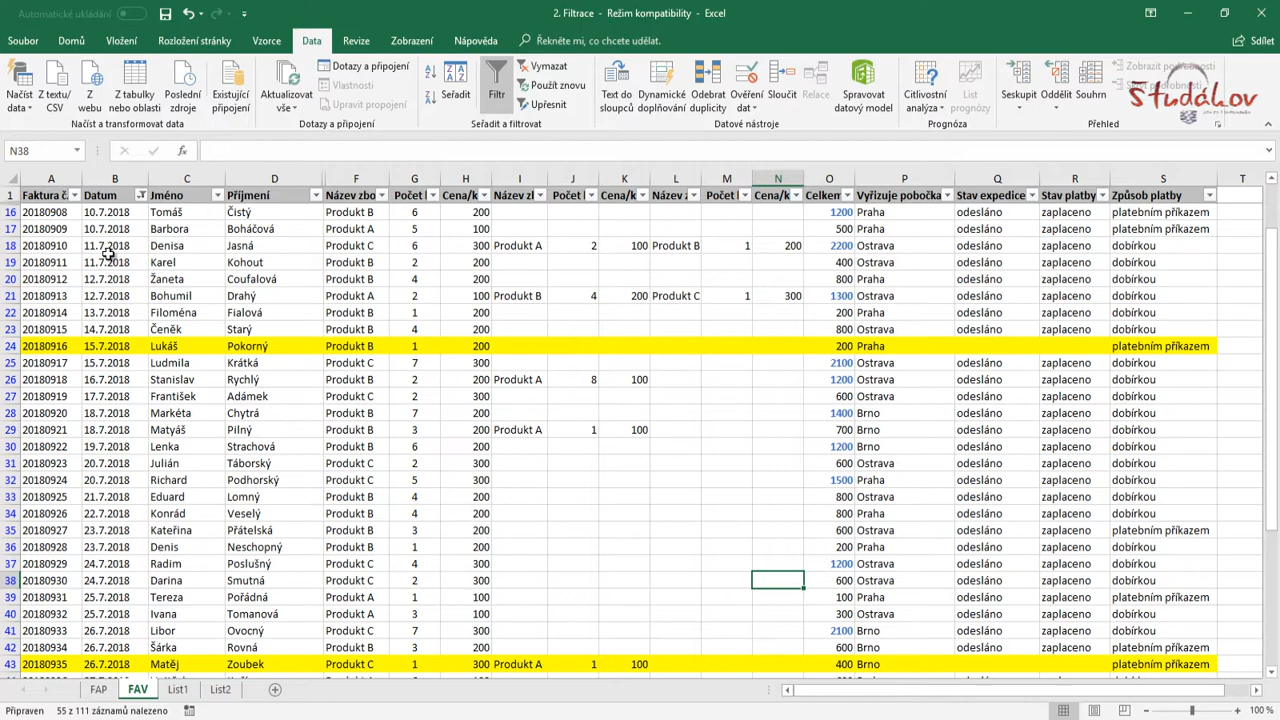 Automatické ukládání
2. Filtrace - Režim kompatibility - Excel
Soubor Domů Vložení Rozložení stránky Vzorce Data Revize Zobrazení Nápověda Řekněte mi, co chcete udělat. Sdílet
Načíst data Z textu/CSV Z webu Z tabulky nebo oblasti Poslední zdroje Existující připojení Aktualizovat vše Dotazy a připojení Vlastnosti Upravit propojení Seřadit Filtr Vymazat Použít znovu Upřesnit Text do sloupců Dynamické doplňování Odebrat duplicity Ověření dat Sloučit Relace Spravovat datový model Citlivostní analýza List prognózy Seskupit Oddělit Souhrn Zobrazit podrobnosti
Študákov
Načíst a transformovat data Dotazy a připojení Seřadit a filtrovat Datové nástroje Prognóza Přehled
N38 fx
A B C D F G H I J K L M N O P Q R S T
1 Faktura č. Datum Jméno Příjmení Název zbo Počet Cena/k Název zl Počet Cena/k Název Počet Cena/k Celkem Vyřizuje pobočka Stav expedice Stav platby Způsob platby
16 20180908 10.7.2018 Tomáš Čistý Produkt B 6 200 1200 Praha odesláno zaplaceno platebním příkazem
17 20180909 10.7.2018 Barbora Boháčová Produkt A 5 100 500 Praha odesláno zaplaceno platebním příkazem
18 20180910 11.7.2018 Denisa Jasná Produkt C 6 300 Produkt A 2 100 Produkt B 1 200 2200 Ostrava odesláno zaplaceno dobírkou
19 20180911 11.7.2018 Karel Kohout Produkt B 2 200 400 Ostrava odesláno zaplaceno dobírkou
20 20180912 12.7.2018 Žaneta Coufalová Produkt B 4 200 800 Praha odesláno zaplaceno dobírkou
21 20180913 12.7.2018 Bohumil Drahý Produkt A 2 100 Produkt B 4 200 Produkt C 1 300 1300 Ostrava odesláno zaplaceno dobírkou
22 20180914 13.7.2018 Filoména Fialová Produkt B 1 200 200 Praha odesláno zaplaceno dobírkou
23 20180915 14.7.2018 Čeněk Starý Produkt B 4 200 800 Ostrava odesláno zaplaceno dobírkou
24 20180916 15.7.2018 Lukáš Pokorný Produkt B 1 200 200 Praha platebním příkazem
25 20180917 15.7.2018 Ludmila Krátká Produkt C 7 300 2100 Ostrava odesláno zaplaceno dobírkou
26 20180918 16.7.2018 Stanislav Rychlý Produkt B 2 200 Produkt A 8 100 1200 Ostrava odesláno zaplaceno dobírkou
27 20180919 17.7.2018 František Adámek Produkt C 2 300 600 Ostrava odesláno zaplaceno dobírkou
28 20180920 18.7.2018 Markéta Chytrá Produkt B 7 200 1400 Brno odesláno zaplaceno dobírkou
29 20180921 18.7.2018 Matyáš Pilný Produkt B 3 200 Produkt A 1 100 700 Brno odesláno zaplaceno dobírkou
30 20180922 19.7.2018 Lenka Strachová Produkt B 6 200 1200 Brno odesláno zaplaceno dobírkou
31 20180923 20.7.2018 Julián Táborský Produkt C 2 300 600 Ostrava odesláno zaplaceno dobírkou
32 20180924 20.7.2018 Richard Podhorský Produkt C 5 300 1500 Praha odesláno zaplaceno dobírkou
33 20180925 21.7.2018 Eduard Lomný Produkt B 4 200 800 Ostrava odesláno zaplaceno dobírkou
34 20180926 22.7.2018 Konrád Veselý Produkt B 4 200 800 Praha odesláno zaplaceno dobírkou
35 20180927 23.7.2018 Kateřina Přátelská Produkt B 3 200 600 Ostrava odesláno zaplaceno platebním příkazem
36 20180928 23.7.2018 Denis Neschopný Produkt B 1 200 200 Praha odesláno zaplaceno dobírkou
37 20180929 24.7.2018 Radim Poslušný Produkt C 4 300 1200 Ostrava odesláno zaplaceno dobírkou
38 20180930 24.7.2018 Darina Smutná Produkt C 2 300 600 Ostrava odesláno zaplaceno dobírkou
39 20180931 25.7.2018 Tereza Pořádná Produkt A 1 100 100 Praha odesláno zaplaceno platebním příkazem
40 20180932 25.7.2018 Ivana Tomanová Produkt A 3 100 300 Ostrava odesláno zaplaceno dobírkou
41 20180933 26.7.2018 Libor Ovocný Produkt C 7 300 2100 Brno odesláno zaplaceno dobírkou
42 20180934 26.7.2018 Šárka Rovná Produkt B 3 200 600 Brno odesláno zaplaceno platebním příkazem
43 20180935 26.7.2018 Matěj Zoubek Produkt C 1 300 Produkt A 1 100 400 Brno platebním příkazem
FAP FAV List1 List2
Připraven 55 z 111 záznamů nalezeno 100 %